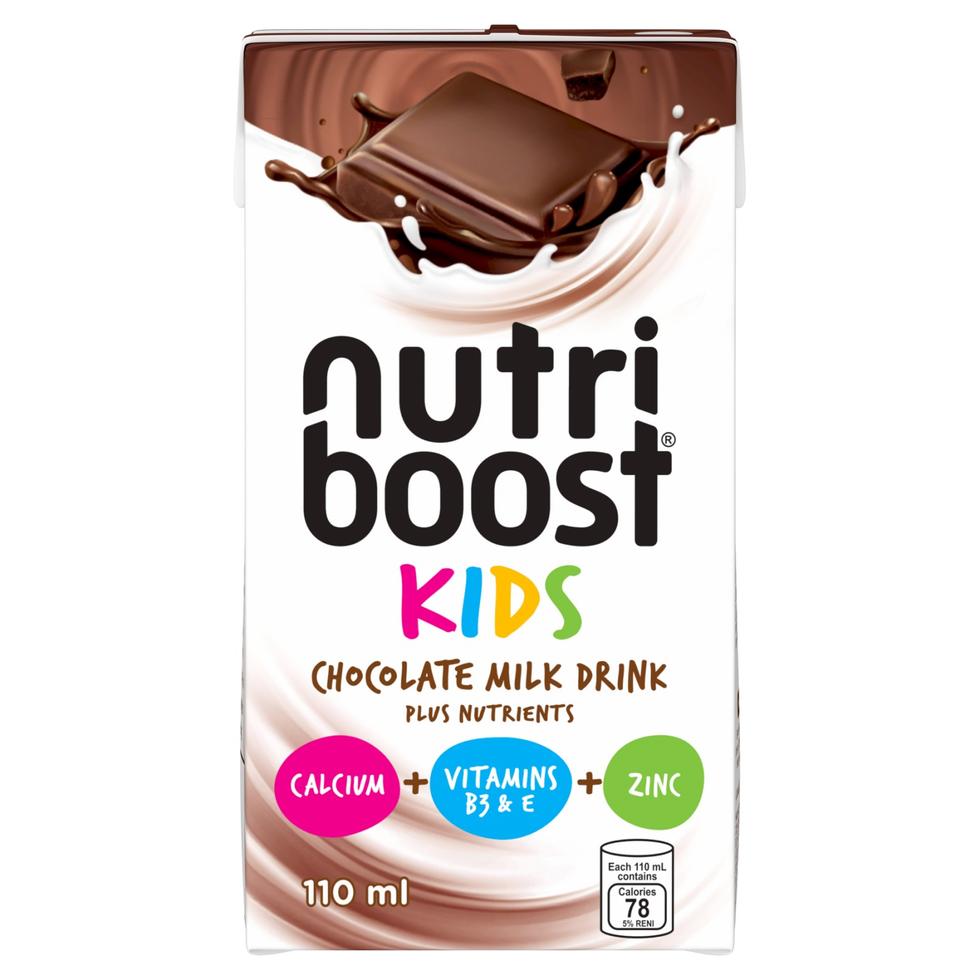 nutri
boost®
KIDS
CHOCOLATE MILK DRINK
PLUS NUTRIENTS
CALCIUM + VITAMINS B3 & E + ZINC
110 ml
Each 110 mL
contains
Calories
78
5% RENI